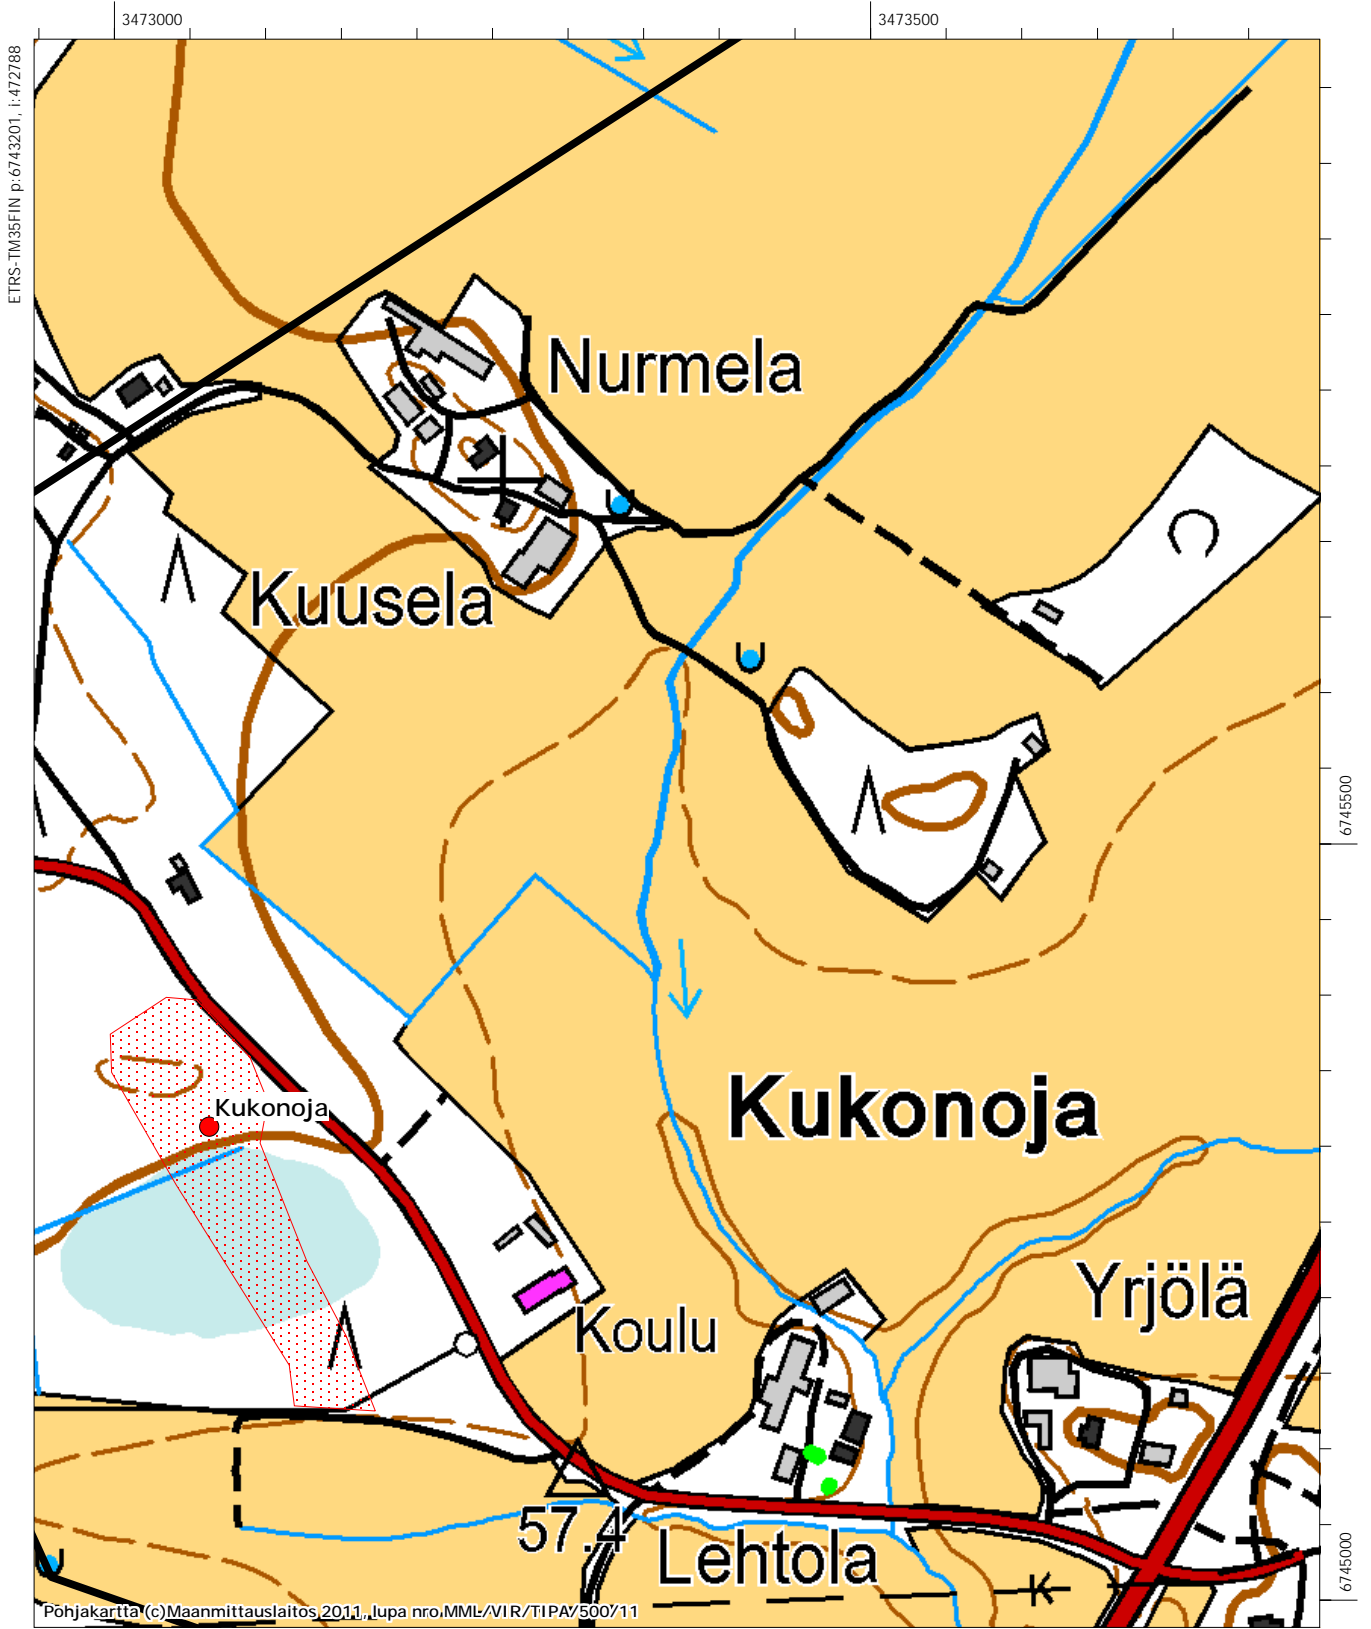 3473000
3473500
ETRS-TM35FIN p:6743201, i:472788
Nurmela
Kuusela
6745500
Kukonoja
Kukonoja
Yrjölä
Koulu
57.4
Lehtola
K
6745000
Pohjakartta (c)Maanmittauslaitos 2011, lupa nro MML/VIR/TIPA/500/11